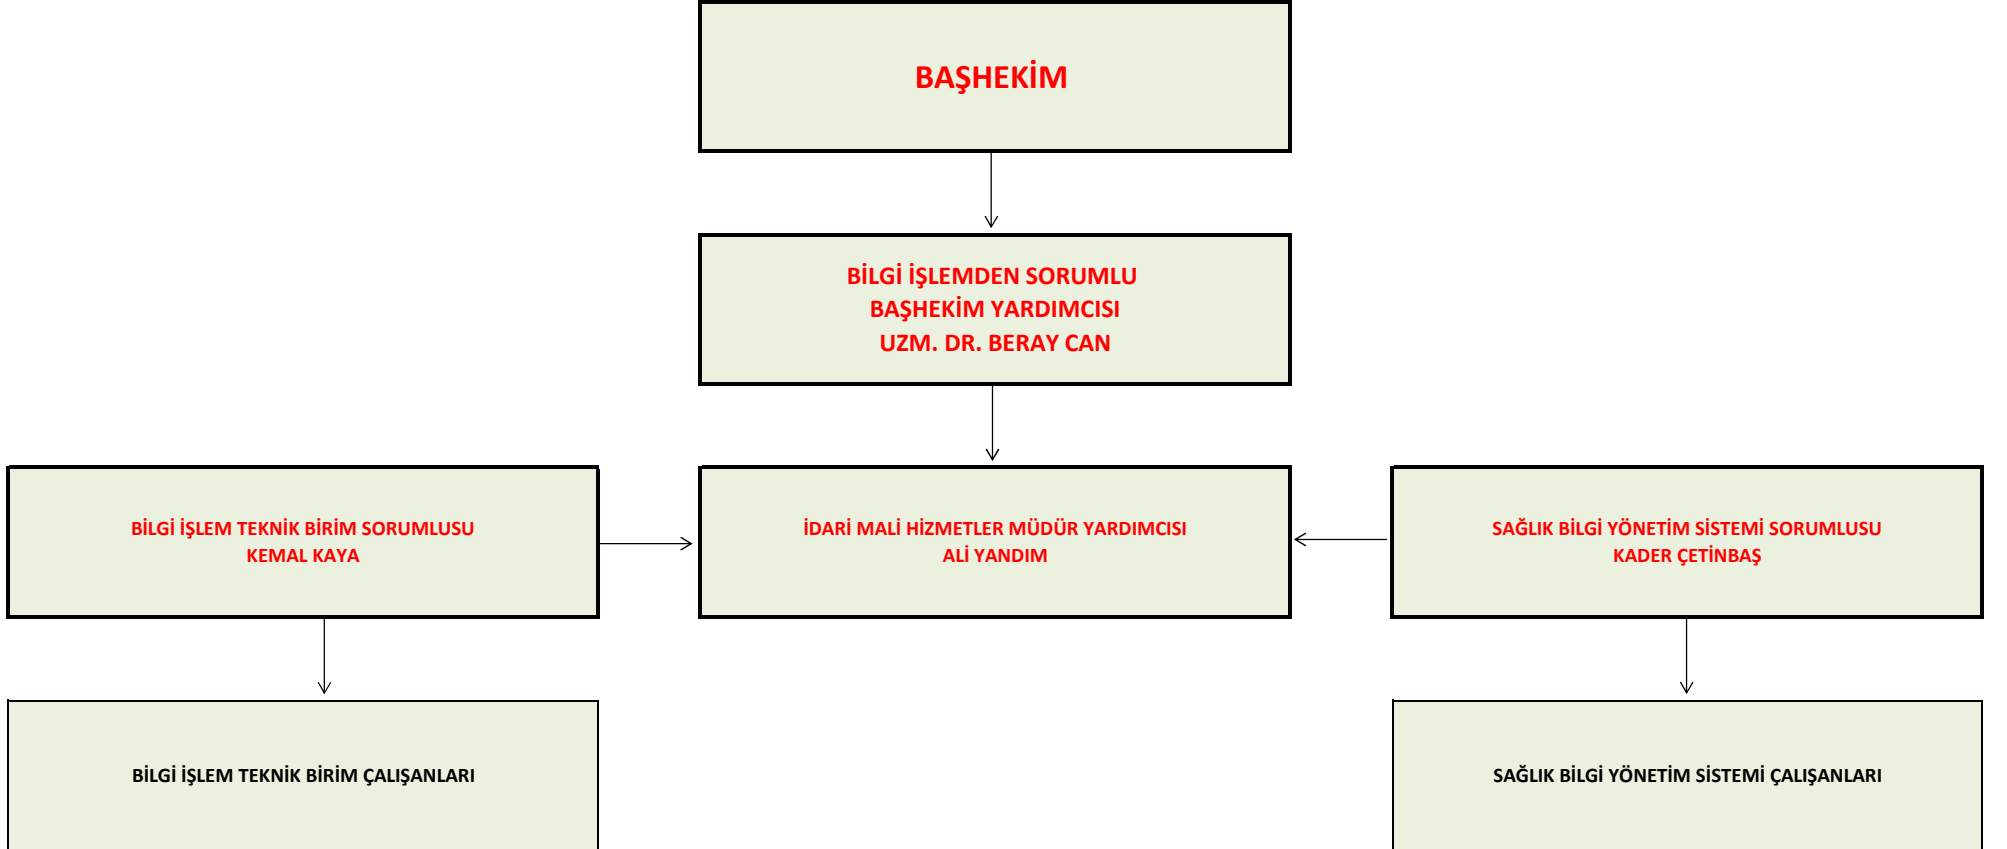 BAŞHEKİM
BİLGİ İŞLEMDEN SORUMLU
BAŞHEKİM YARDIMCISI
UZM. DR. BERAY CAN
BİLGİ İŞLEM TEKNİK BİRİM SORUMLUSU
KEMAL KAYA
İDARİ MALİ HİZMETLER MÜDÜR YARDIMCISI
ALİ YANDIM
SAĞLIK BİLGİ YÖNETİM SİSTEMİ SORUMLUSU
KADER ÇETİNBAŞ
BİLGİ İŞLEM TEKNİK BİRİM ÇALIŞANLARI
SAĞLIK BİLGİ YÖNETİM SİSTEMİ ÇALIŞANLARI